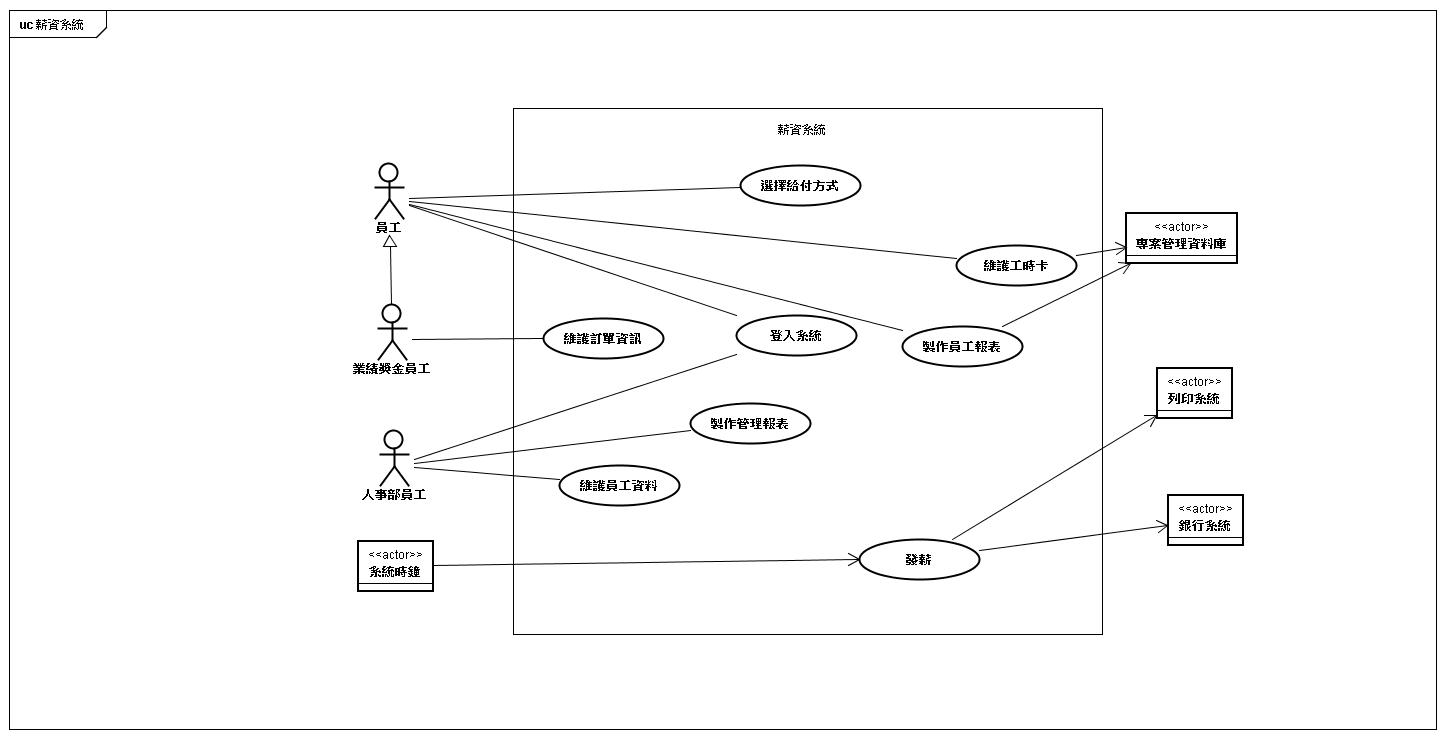 uc 薪資系統
薪資系統
選擇給付方式
員工
<<actor>>
專案管理資料庫
維護工時卡
維護訂單資訊
登入系統
製作員工報表
業績獎金員工
<<actor>>
列印系統
製作管理報表
人事部員工
維護員工資料
<<actor>>
銀行系統
<<actor>>
系統時鐘
發薪